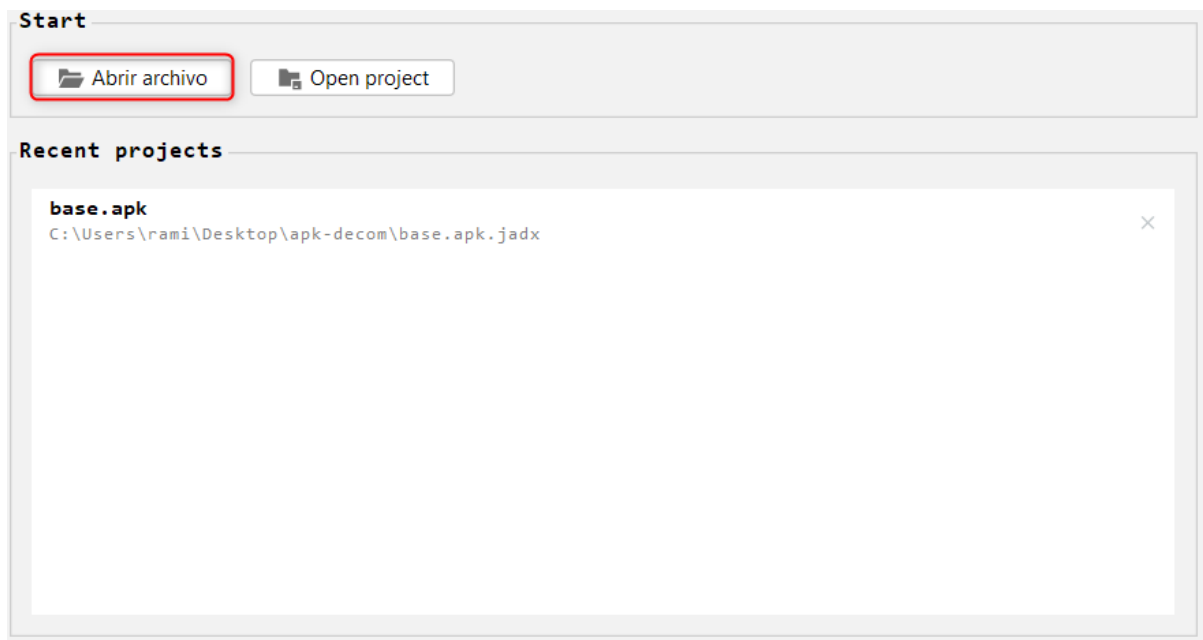 Start
Abrir archivo Open project
Recent projects
base.apk
C:\Users\rami\Desktop\apk-decom\base.apk.jadx